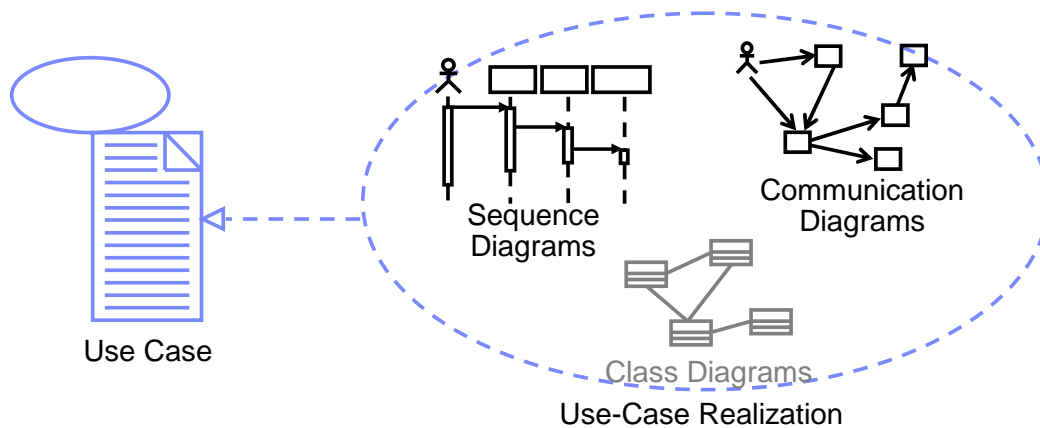 Sequence
Diagrams
Communication
Diagrams
Use Case
Class Diagrams
Use-Case Realization